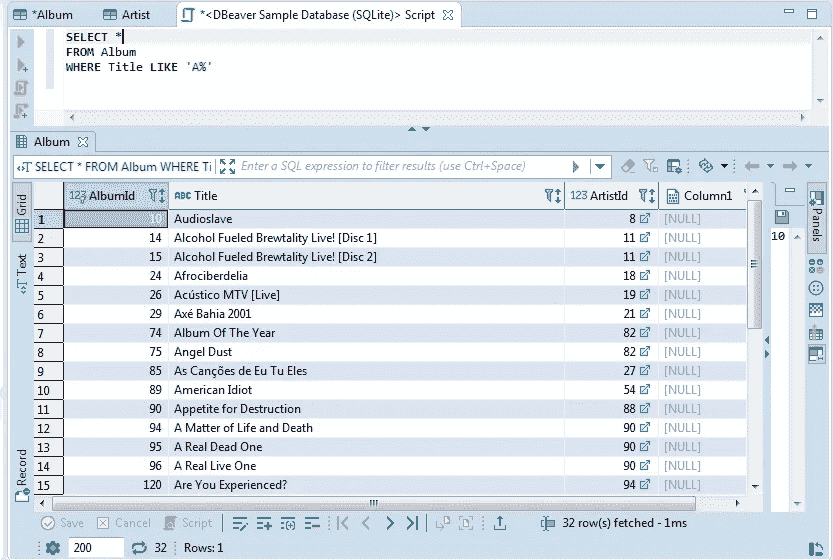 *Album Artist *<DBeaver Sample Database (SQLite)> Script
SELECT *
FROM Album
WHERE Title LIKE 'A%'
Album
SELECT * FROM Album WHERE Ti Enter a SQL expression to filter results (use Ctrl+Space)
Grid
Text
Record
Panels
123 AlbumId ABC Title 123 ArtistId Column1
1 10 Audioslave 8 [NULL] 10
2 14 Alcohol Fueled Brewtality Live! [Disc 1] 11 [NULL]
3 15 Alcohol Fueled Brewtality Live! [Disc 2] 11 [NULL]
4 24 Afrociberdelia 18 [NULL]
5 26 Acústico MTV [Live] 19 [NULL]
6 29 Axé Bahia 2001 21 [NULL]
7 74 Album Of The Year 82 [NULL]
8 75 Angel Dust 82 [NULL]
9 85 As Canções de Eu Tu Eles 27 [NULL]
10 89 American Idiot 54 [NULL]
11 90 Appetite for Destruction 88 [NULL]
12 94 A Matter of Life and Death 90 [NULL]
13 95 A Real Dead One 90 [NULL]
14 96 A Real Live One 90 [NULL]
15 120 Are You Experienced? 94 [NULL]
Save Cancel Script 32 row(s) fetched - 1ms
200 32 Rows: 1